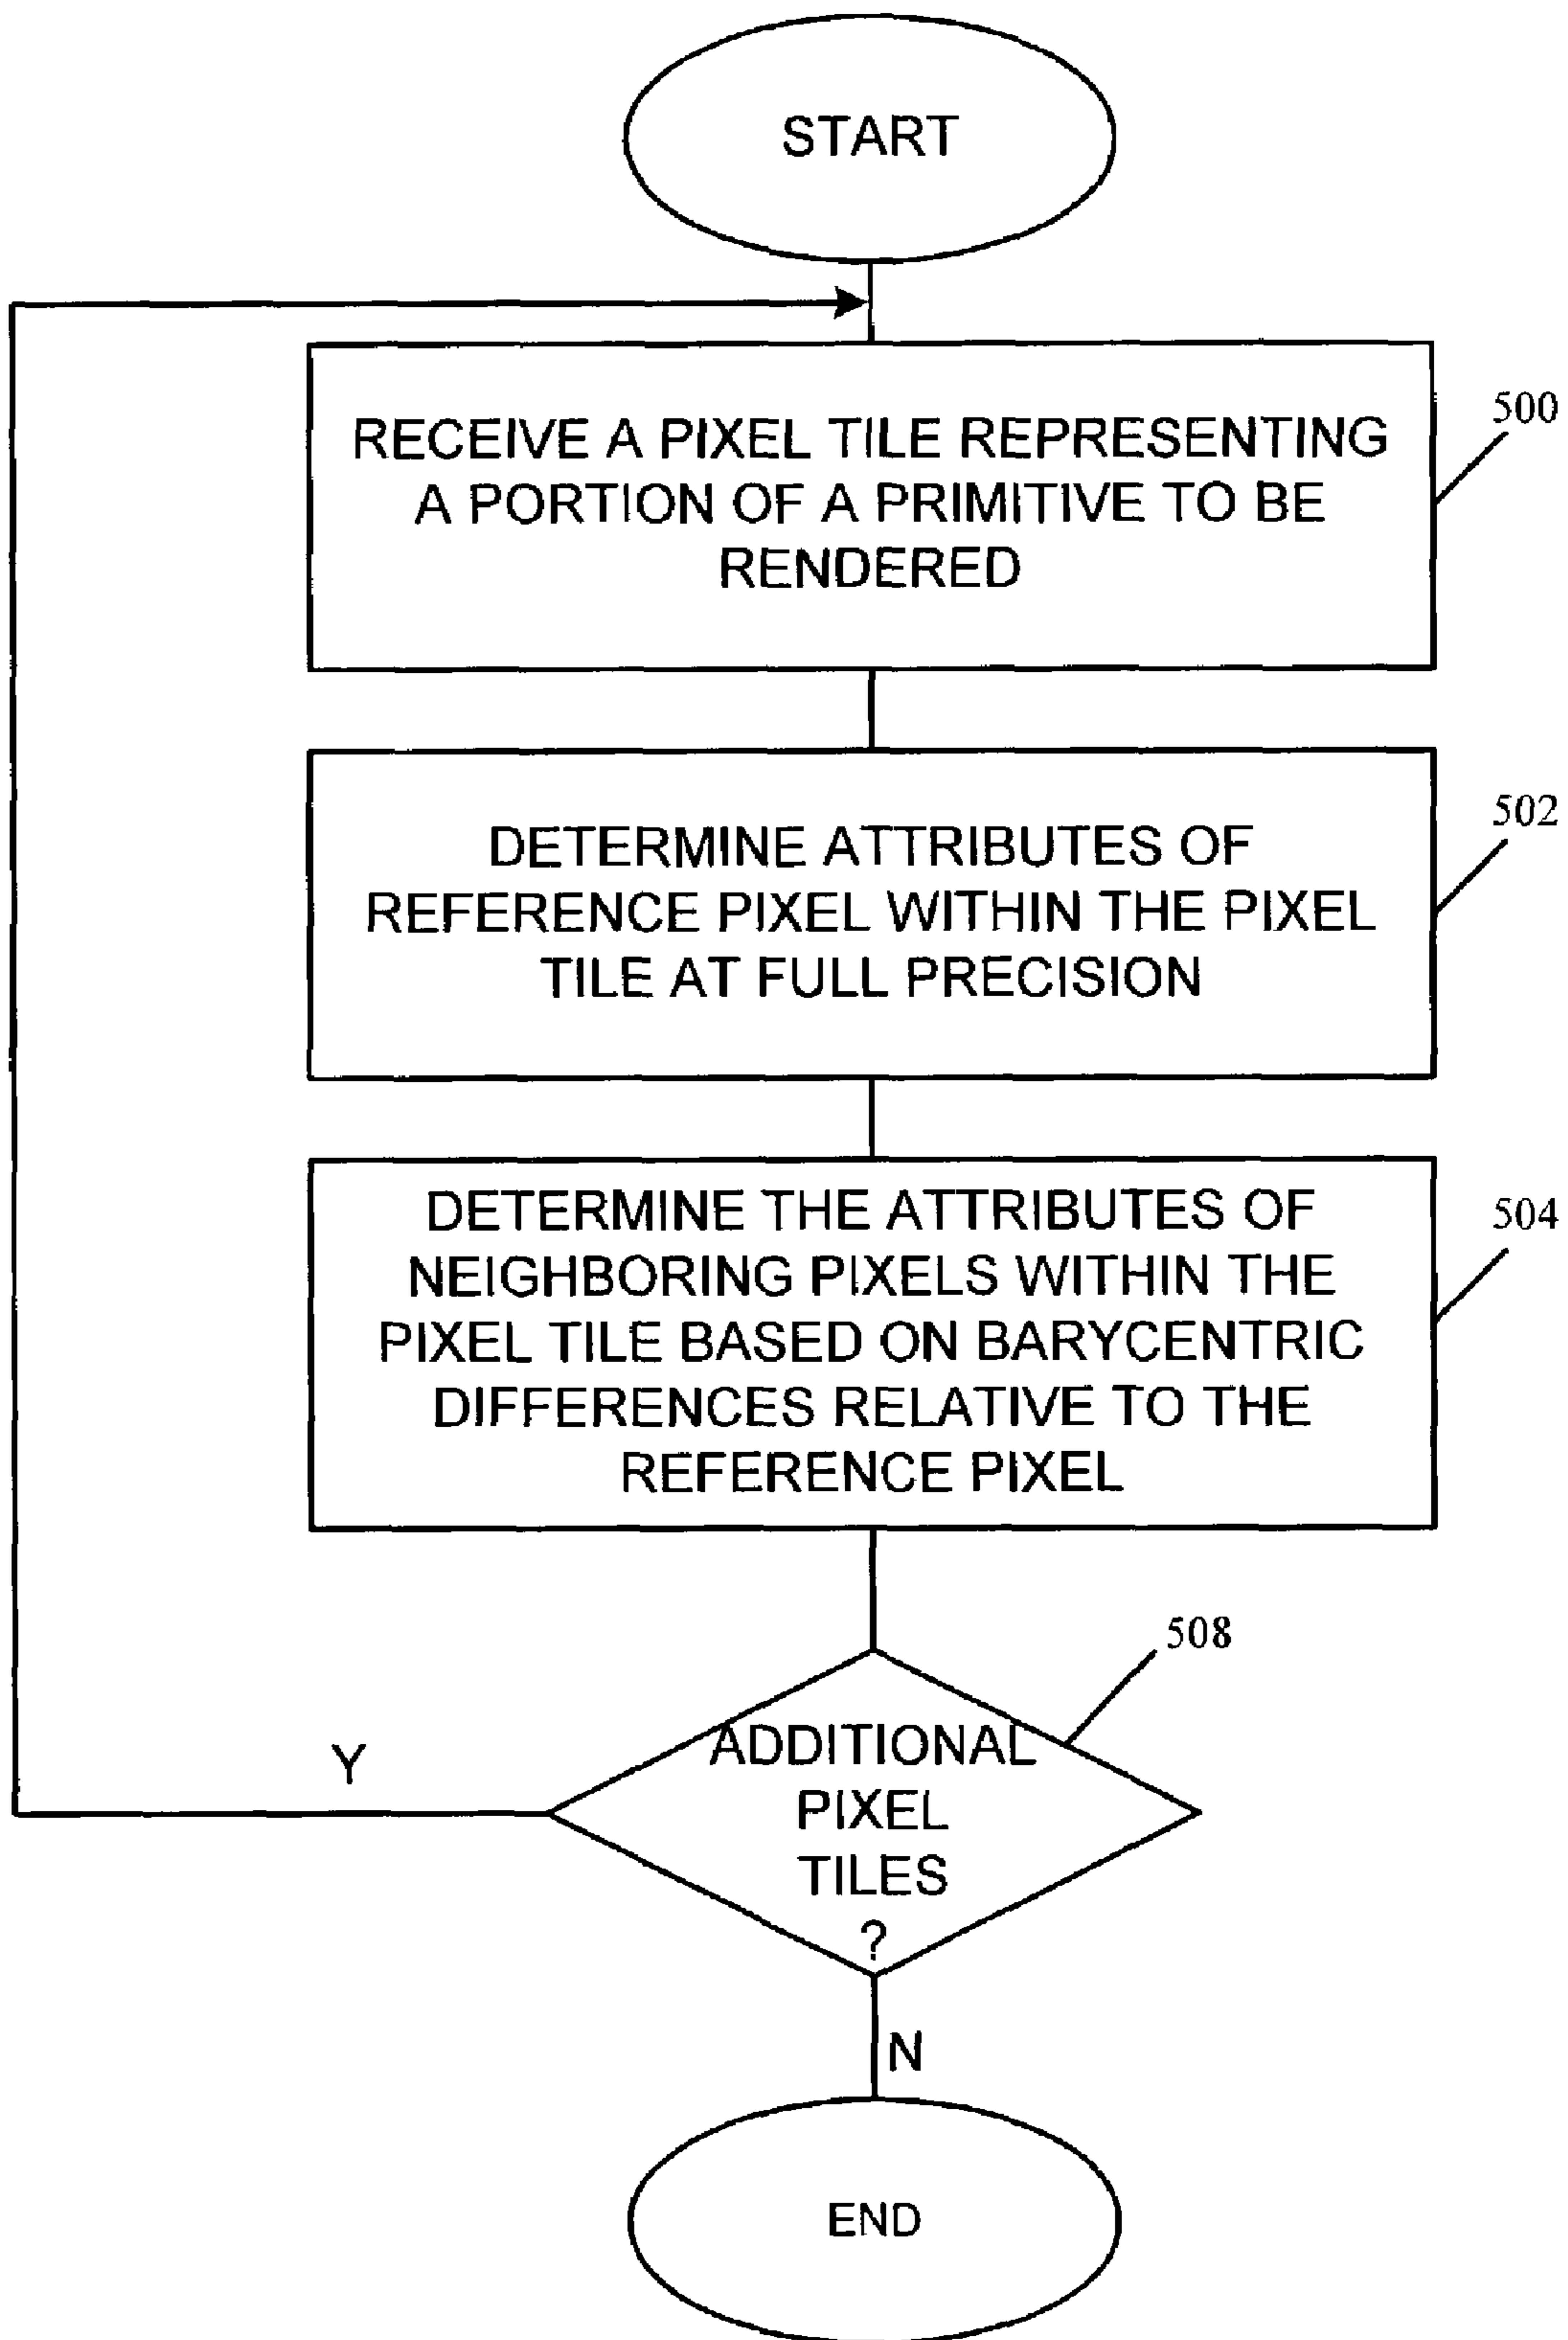 START
RECEIVE A PIXEL TILE REPRESENTING
A PORTION OF A PRIMITIVE TO BE
RENDERED
500
DETERMINE ATTRIBUTES OF
REFERENCE PIXEL WITHIN THE PIXEL
TILE AT FULL PRECISION
502
DETERMINE THE ATTRIBUTES OF
NEIGHBORING PIXELS WITHIN THE
PIXEL TILE BASED ON BARYCENTRIC
DIFFERENCES RELATIVE TO THE
REFERENCE PIXEL
504
508
ADDITIONAL
PIXEL
TILES
?
Y
N
END